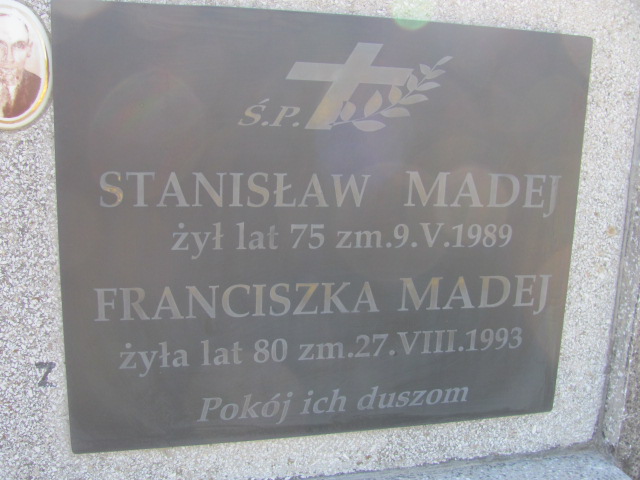 Ś.P.
STANISŁAW MADEJ
żył lat 75 zm.9.V.1989
FRANCISZKA MADEJ
żyła lat 80 zm.27.VIII.1993
Pokój ich duszom
7